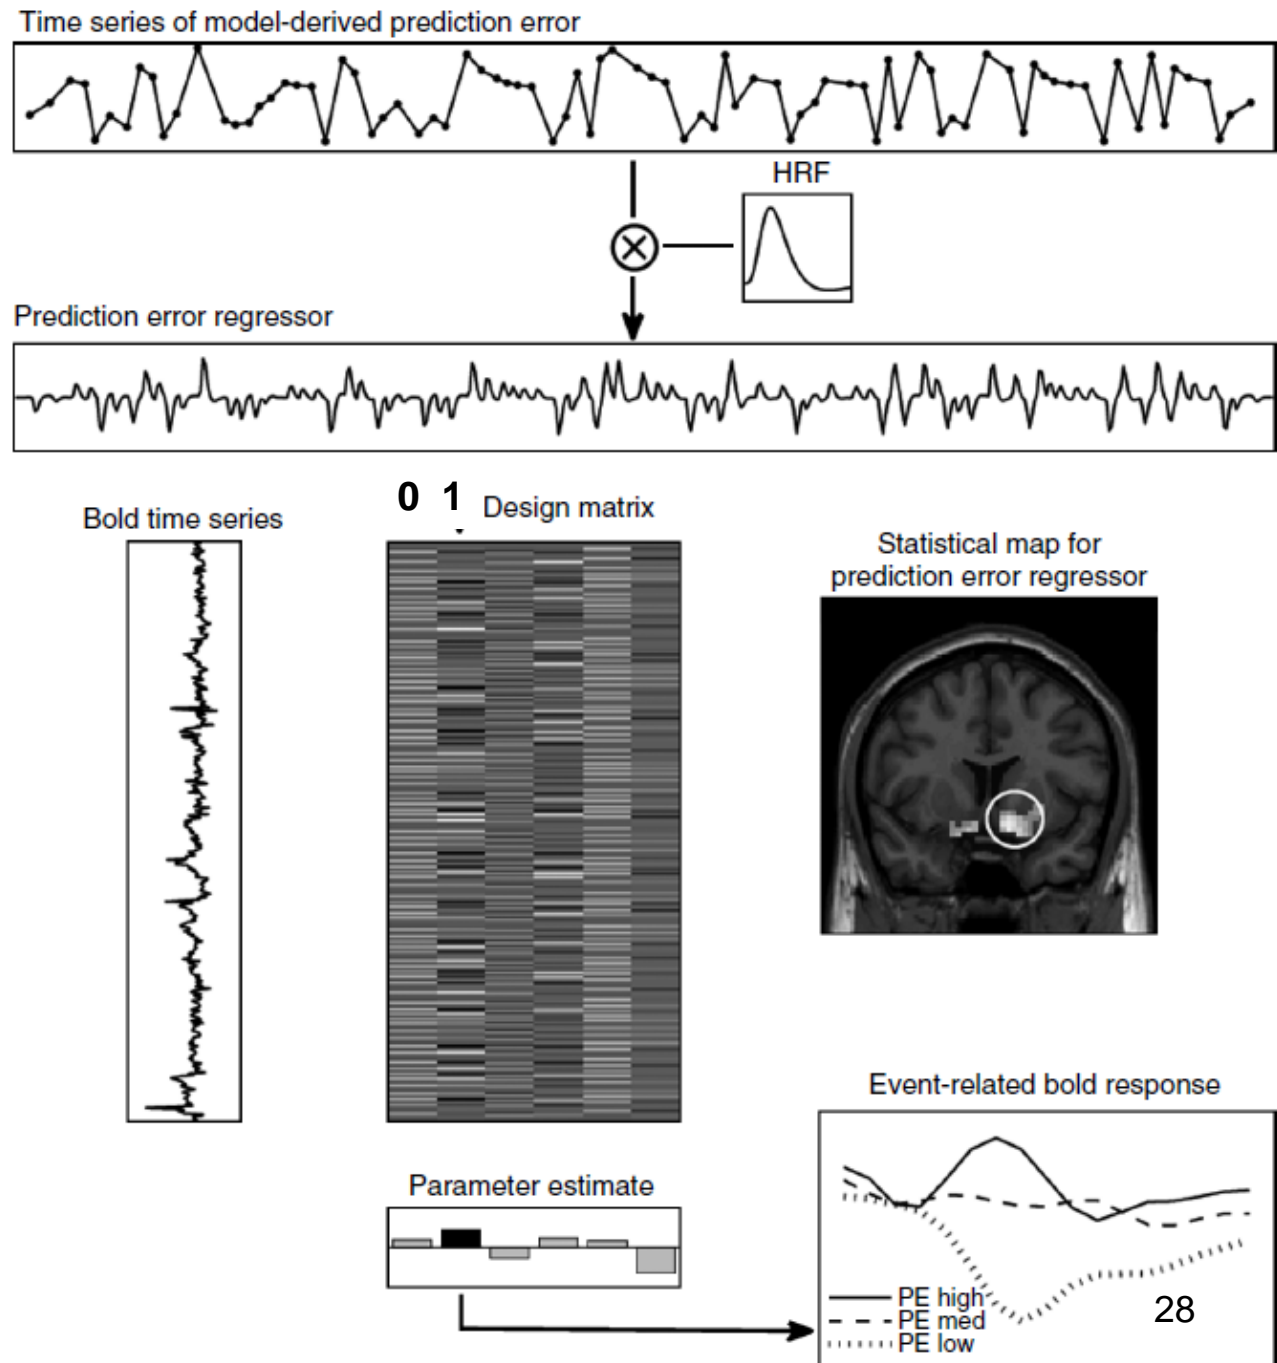 Time series of model-derived prediction error
HRF
Prediction error regressor
0 1
Design matrix
Bold time series
Statistical map for
prediction error regressor
Event-related bold response
Parameter estimate
PE high
PE med
PE low
28